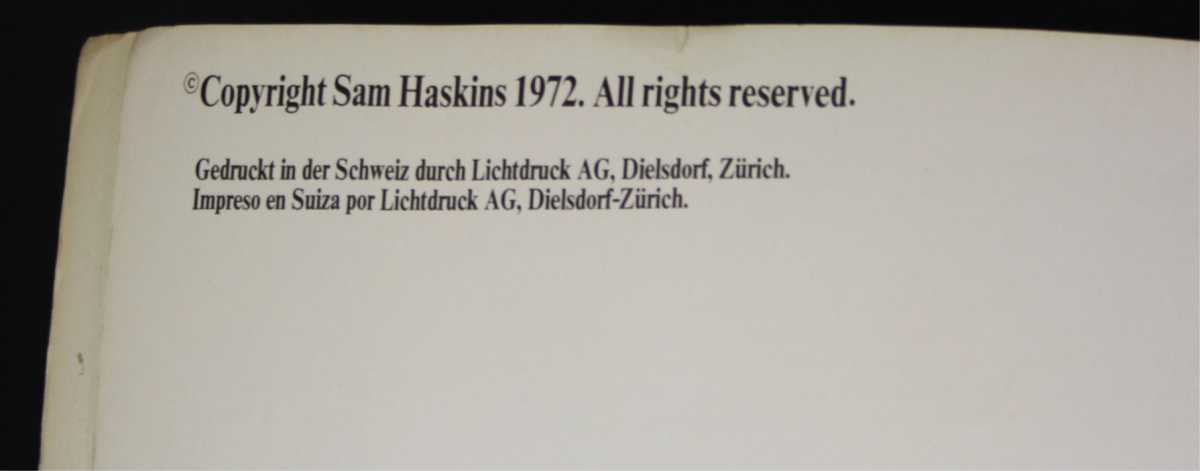 ©Copyright Sam Haskins 1972. All rights reserved.
Gedruckt in der Schweiz durch Lichtdruck AG, Dielsdorf, Zürich.
Impreso en Suiza por Lichtdruck AG, Dielsdorf-Zürich.